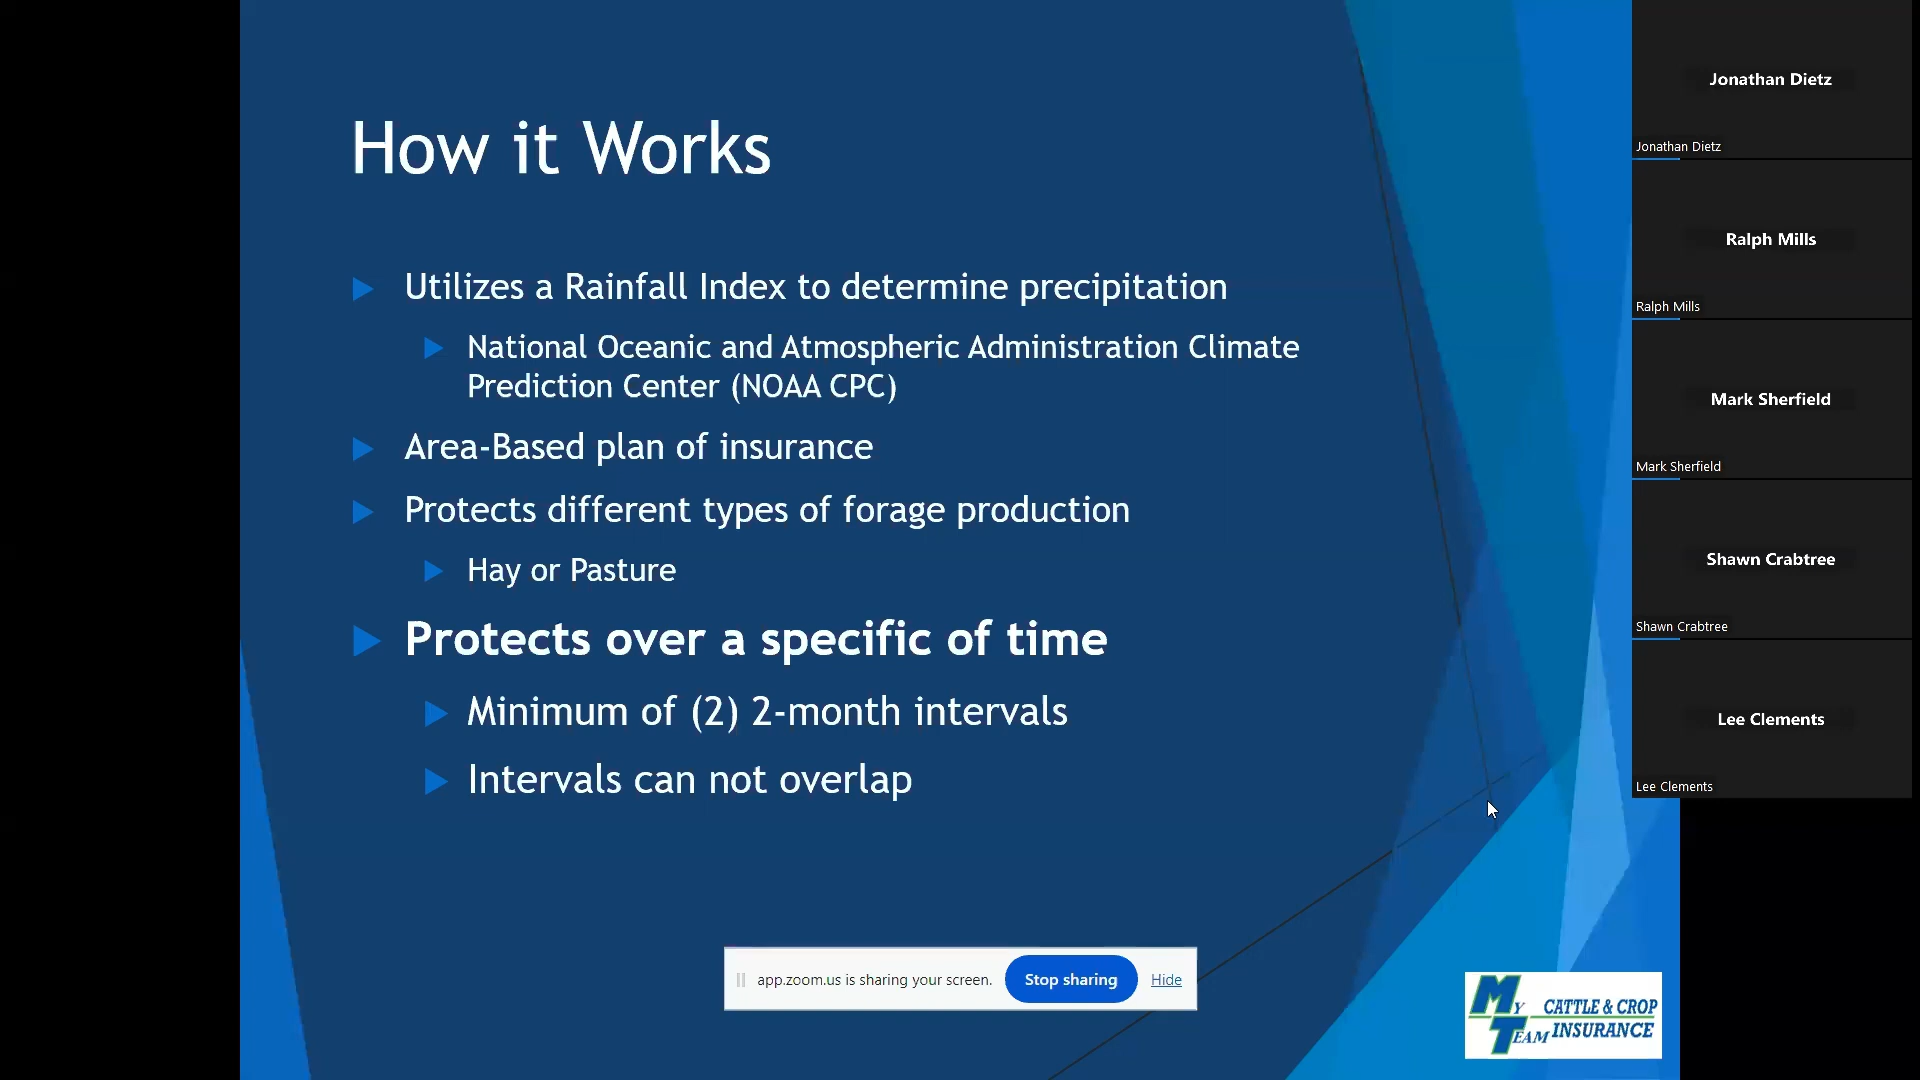 How it Works
Utilizes a Rainfall Index to determine precipitation
National Oceanic and Atmospheric Administration Climate
Prediction Center (NOAA CPC)
Area-Based plan of insurance
Protects different types of forage production
Hay or Pasture
Protects over a specific of time
Minimum of (2) 2-month intervals
Intervals can not overlap
app.zoom.us is sharing your screen. Stop sharing Hide
MY CATTLE & CROP
TEAM INSURANCE
Jonathan Dietz
Jonathan Dietz
Ralph Mills
Ralph Mills
Mark Sherfield
Mark Sherfield
Shawn Crabtree
Shawn Crabtree
Lee Clements
Lee Clements